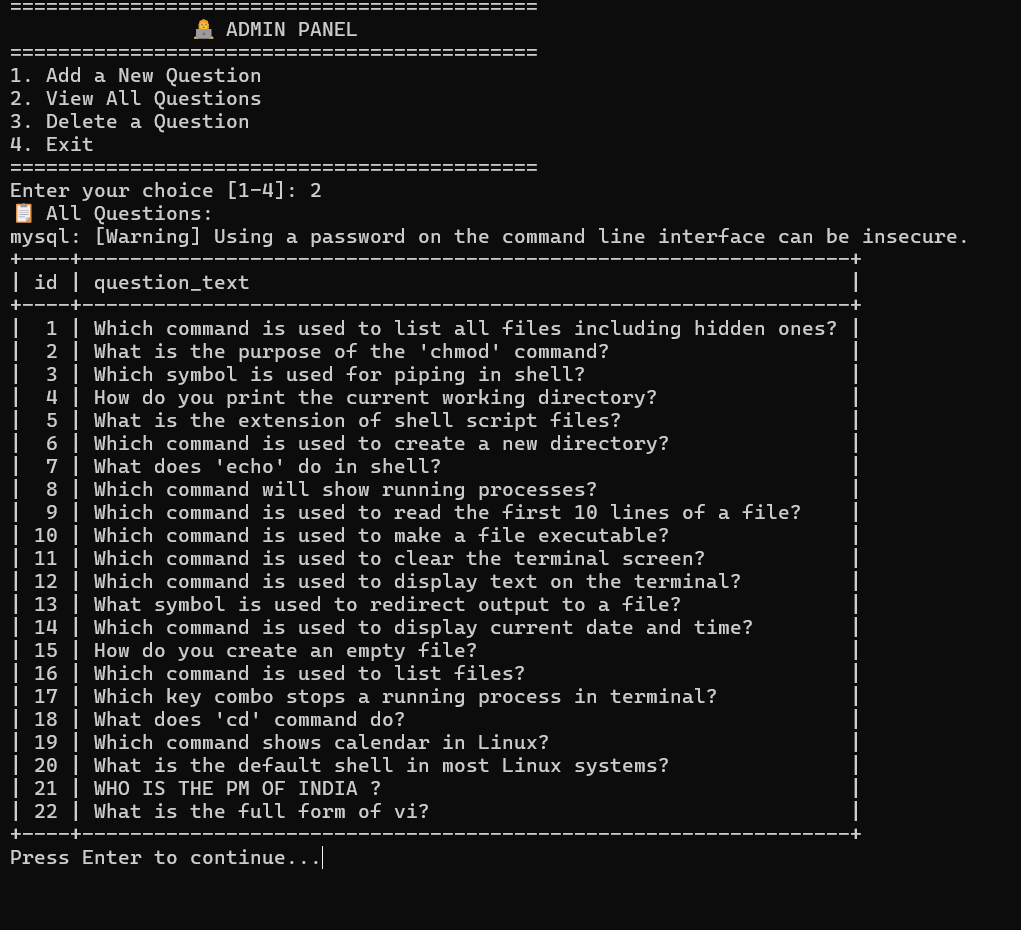 ============================================
🧑‍💻 ADMIN PANEL
============================================
1. Add a New Question
2. View All Questions
3. Delete a Question
4. Exit
============================================
Enter your choice [1-4]: 2
📋 All Questions:
mysql: [Warning] Using a password on the command line interface can be insecure.
+----+----------------------------------------------------------------+
| id | question_text                                                  |
+----+----------------------------------------------------------------+
|  1 | Which command is used to list all files including hidden ones? |
|  2 | What is the purpose of the 'chmod' command?                    |
|  3 | Which symbol is used for piping in shell?                      |
|  4 | How do you print the current working directory?                |
|  5 | What is the extension of shell script files?                   |
|  6 | Which command is used to create a new directory?               |
|  7 | What does 'echo' do in shell?                                  |
|  8 | Which command will show running processes?                     |
|  9 | Which command is used to read the first 10 lines of a file?    |
| 10 | Which command is used to make a file executable?               |
| 11 | Which command is used to clear the terminal screen?            |
| 12 | Which command is used to display text on the terminal?         |
| 13 | What symbol is used to redirect output to a file?              |
| 14 | Which command is used to display current date and time?        |
| 15 | How do you create an empty file?                               |
| 16 | Which command is used to list files?                           |
| 17 | Which key combo stops a running process in terminal?           |
| 18 | What does 'cd' command do?                                     |
| 19 | Which command shows calendar in Linux?                         |
| 20 | What is the default shell in most Linux systems?               |
| 21 | WHO IS THE PM OF INDIA ?                                       |
| 22 | What is the full form of vi?                                   |
+----+----------------------------------------------------------------+
Press Enter to continue...